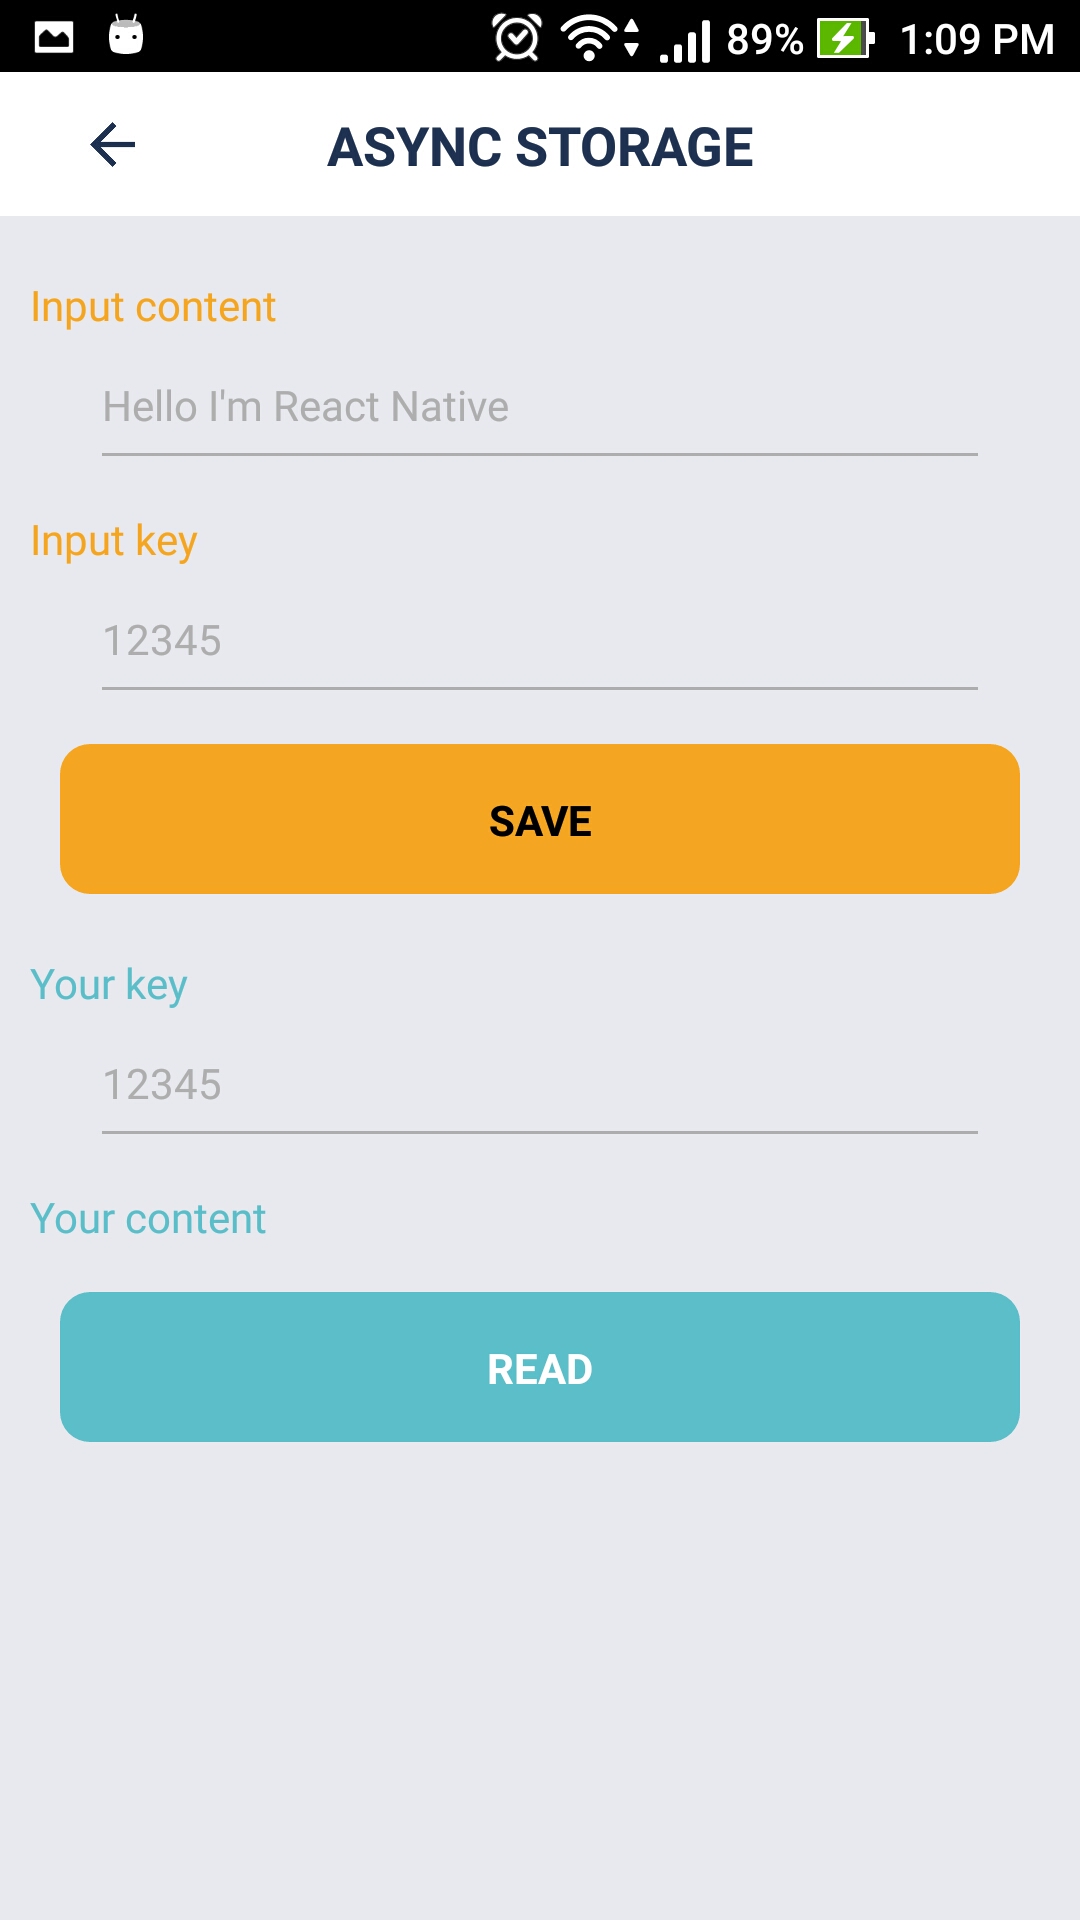 89% 1:09 PM
ASYNC STORAGE
Input content
Hello I'm React Native
Input key
12345
SAVE
Your key
12345
Your content
READ